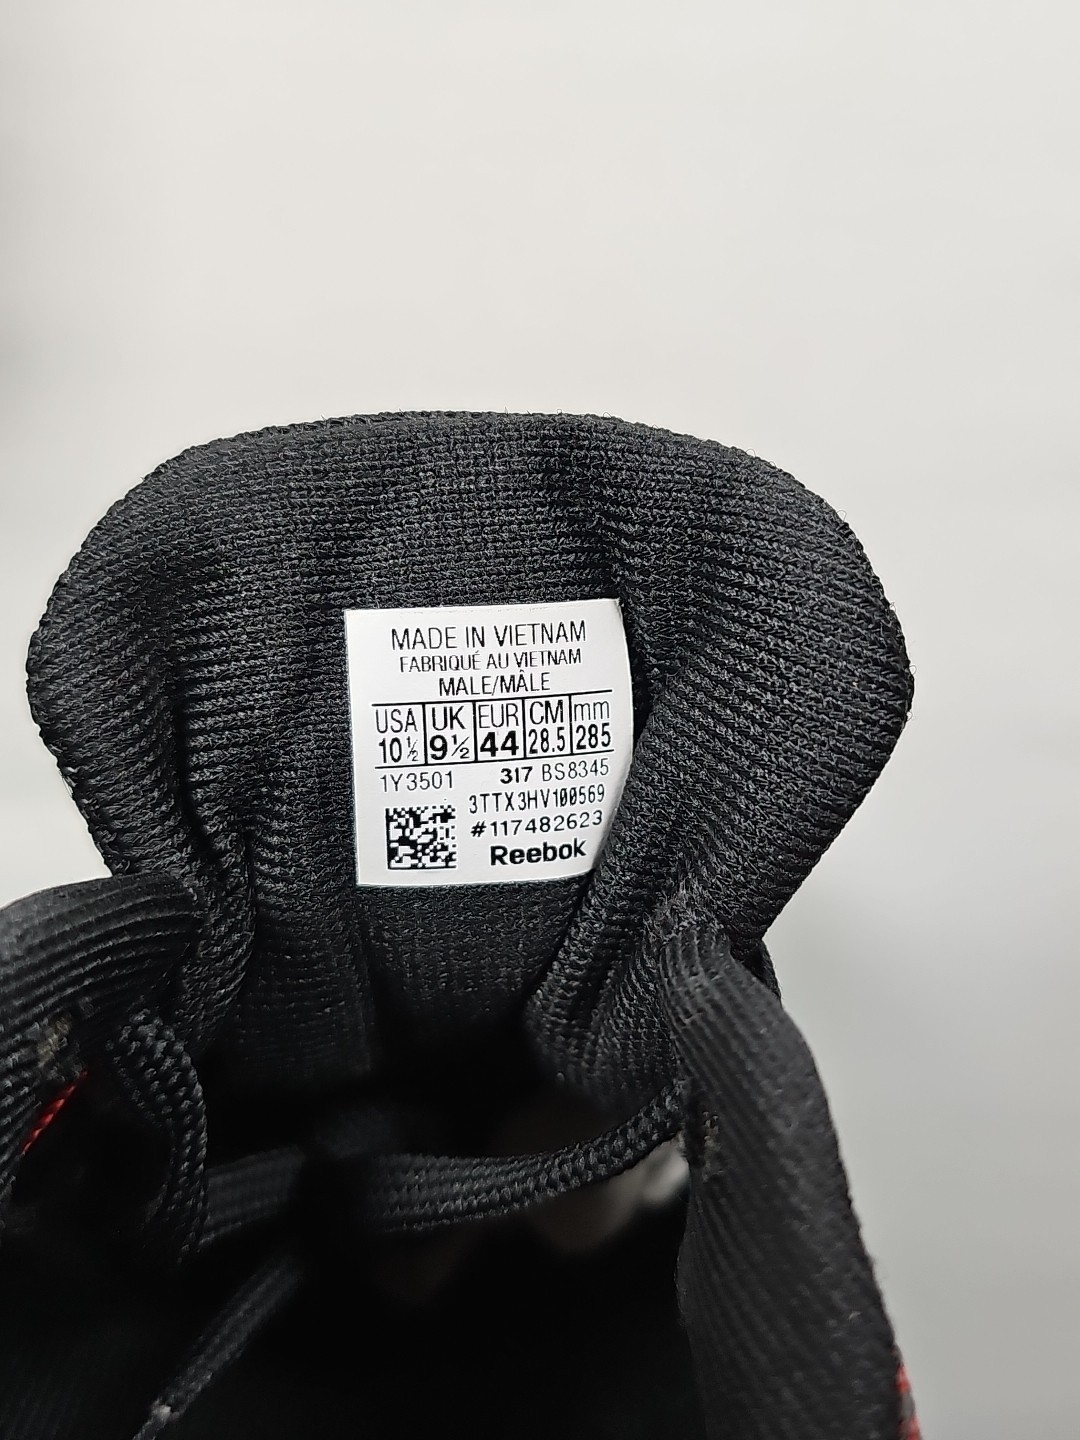 MADE IN VIETNAM
FABRIQUÉ AU VIETNAM
MALE/MÂLE
USA UK EUR CM mm
10½ 9½ 44 28.5 285
1Y3501 317 BS8345
3TTX3HV100569
#117482623
Reebok